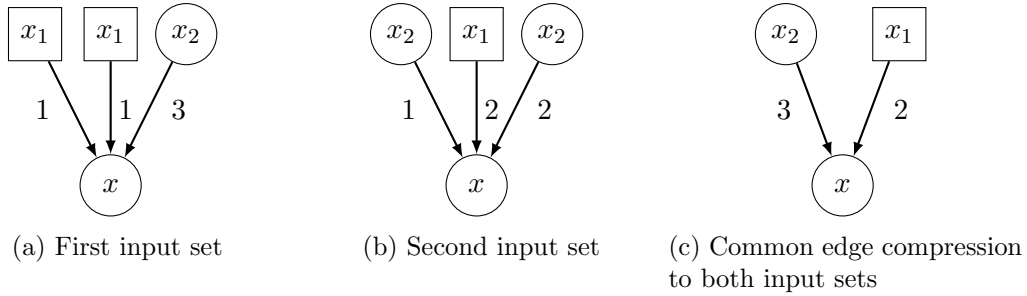 x₁ x₁ x₂
1 1 3
x
(a) First input set
x₂ x₁ x₂
1 2 2
x
(b) Second input set
x₂ x₁
3 2
x
(c) Common edge compression
to both input sets